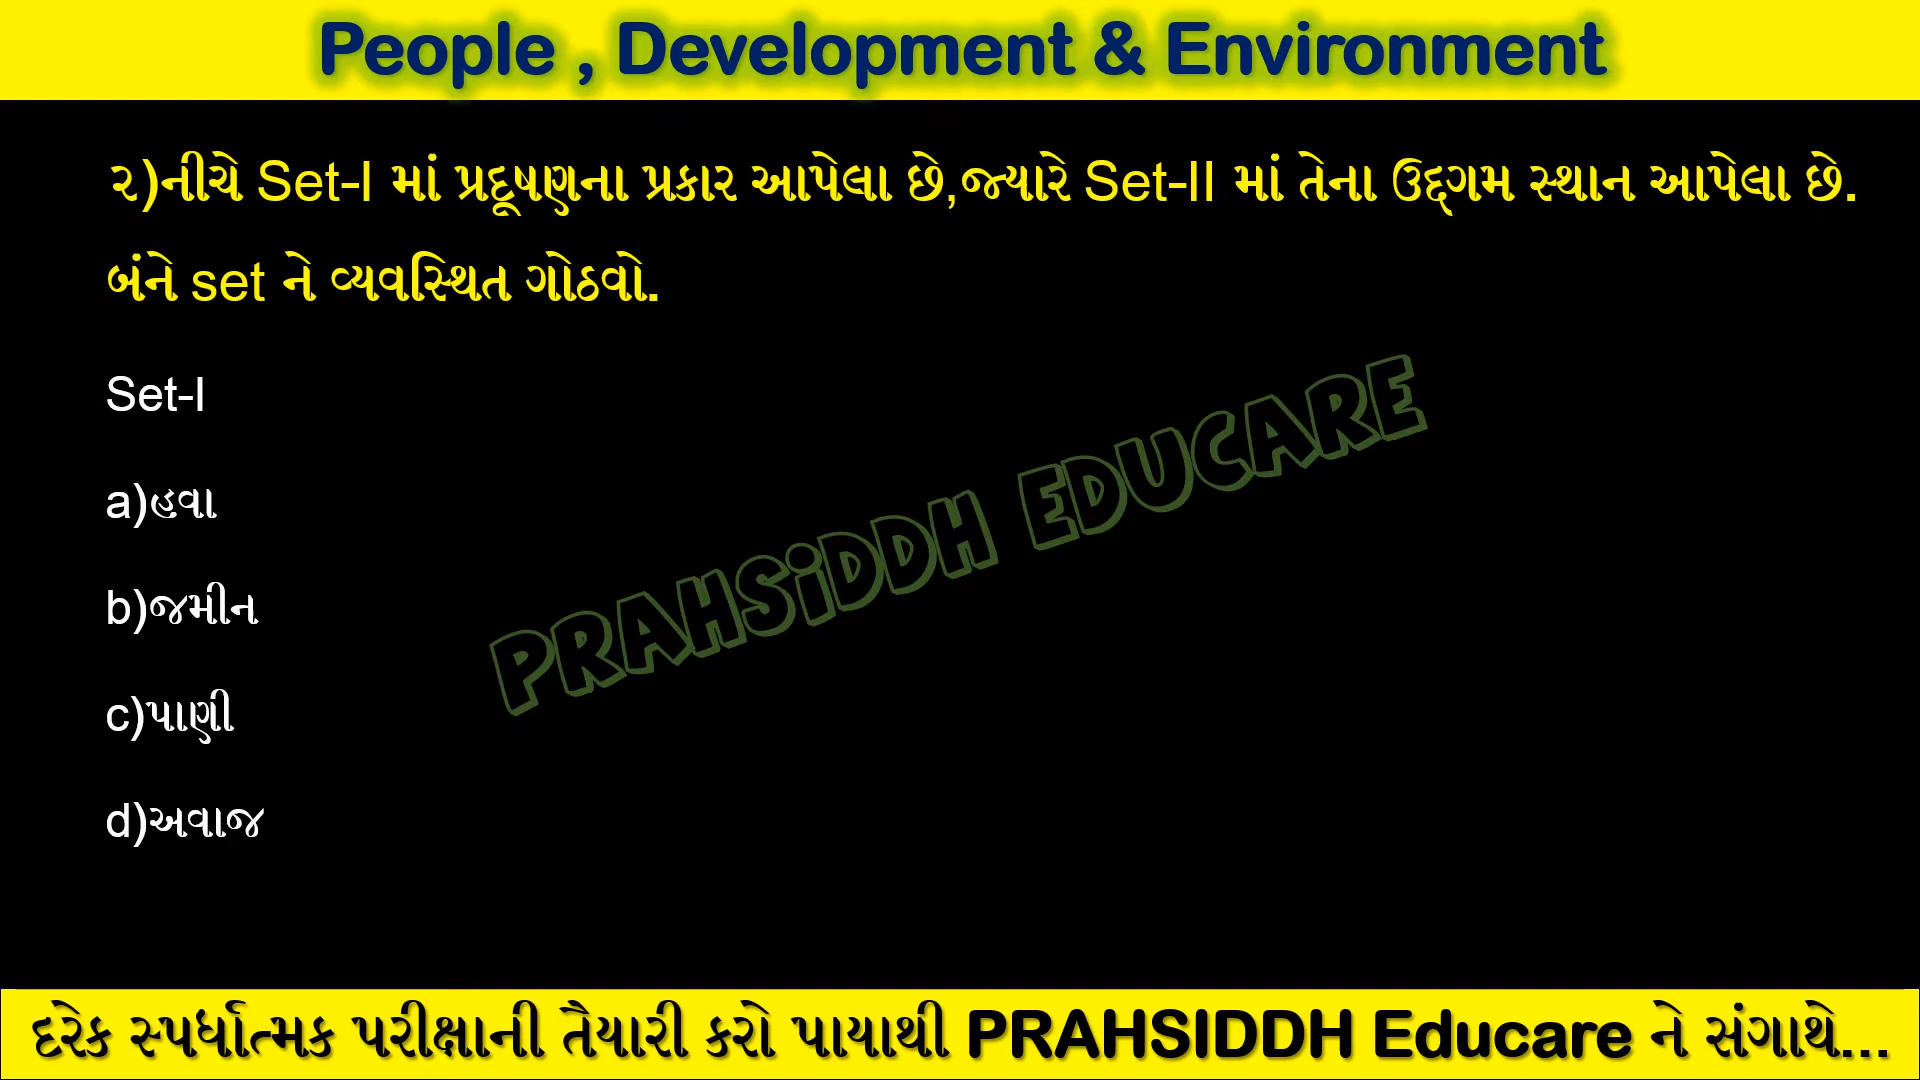 People , Development & Environment
૨)નીચે Set-I માં પ્રદૂષણના પ્રકાર આપેલા છે,જ્યારે Set-II માં તેના ઉદ્ગમ સ્થાન આપેલા છે.
બંને set ને વ્યવસ્થિત ગોઠવો.
Set-I
a)હવા
PRAHSIDDH EDUCARE
b)જમીન
c)પાણી
d)અવાજ
દરેક સ્પર્ધાત્મક પરીક્ષાની તૈયારી કરો પાયાથી PRAHSIDDH Educare ને સંગાથે...